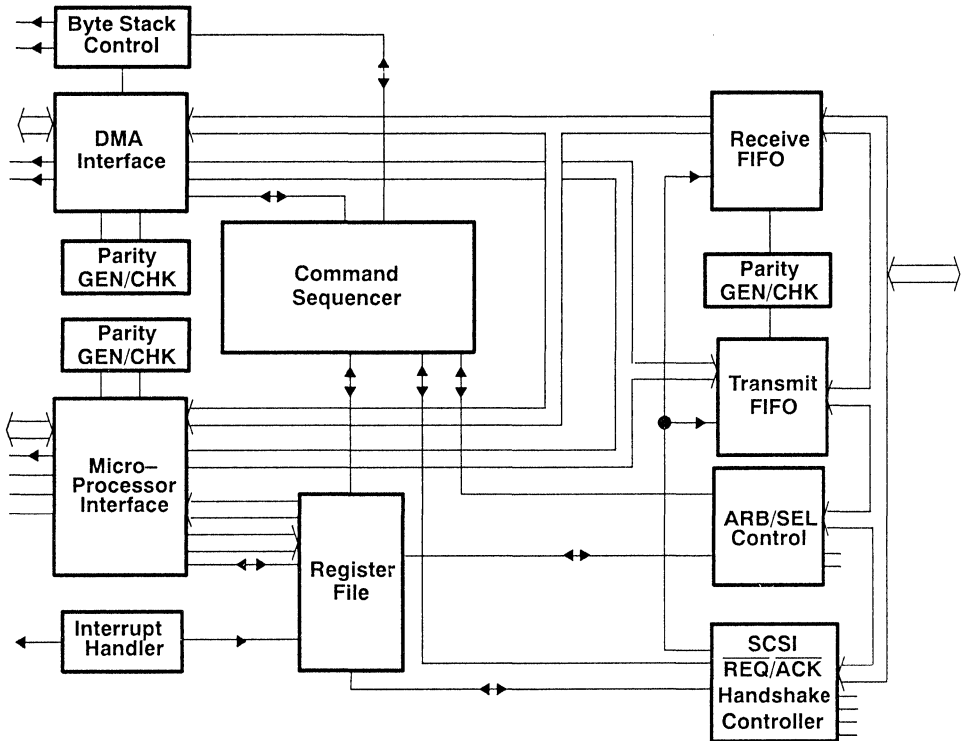 Byte Stack
Control
DMA
Interface
Receive
FIFO
Parity
GEN/CHK
Command
Sequencer
Parity
GEN/CHK
Parity
GEN/CHK
Transmit
FIFO
Micro–
Processor
Interface
ARB/SEL
Control
Register
File
Interrupt
Handler
SCSI
REQ/ACK
Handshake
Controller